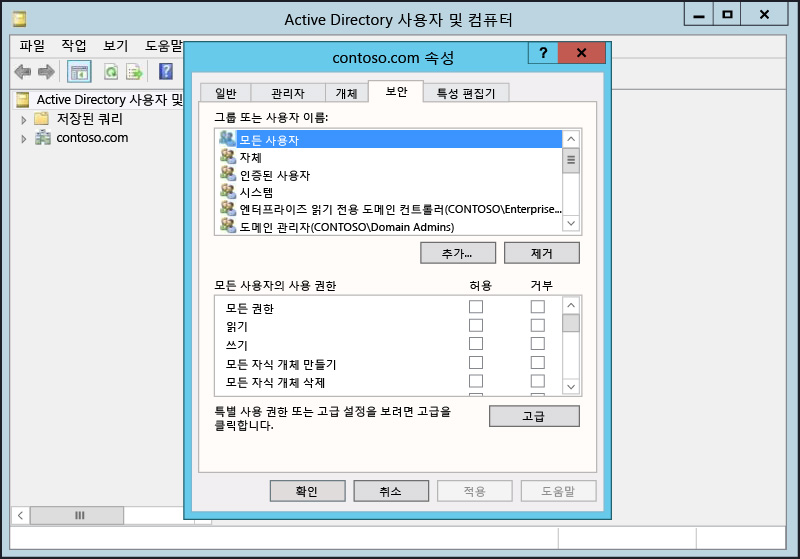 Active Directory 사용자 및 컴퓨터
파일 작업 보기 도움말
contoso.com 속성
?
Active Directory 사용자 및
저장된 쿼리
contoso.com
일반 관리자 개체 보안 특성 편집기
그룹 또는 사용자 이름:
모든 사용자
자체
인증된 사용자
시스템
엔터프라이즈 읽기 전용 도메인 컨트롤러(CONTOSO\Enterprise...
도메인 관리자(CONTOSO\Domain Admins)
추가... 제거
모든 사용자의 사용 권한 허용 거부
모든 권한
읽기
쓰기
모든 자식 개체 만들기
모든 자식 개체 삭제
특별 사용 권한 또는 고급 설정을 보려면 고급을
클릭합니다.
고급
확인 취소 적용 도움말